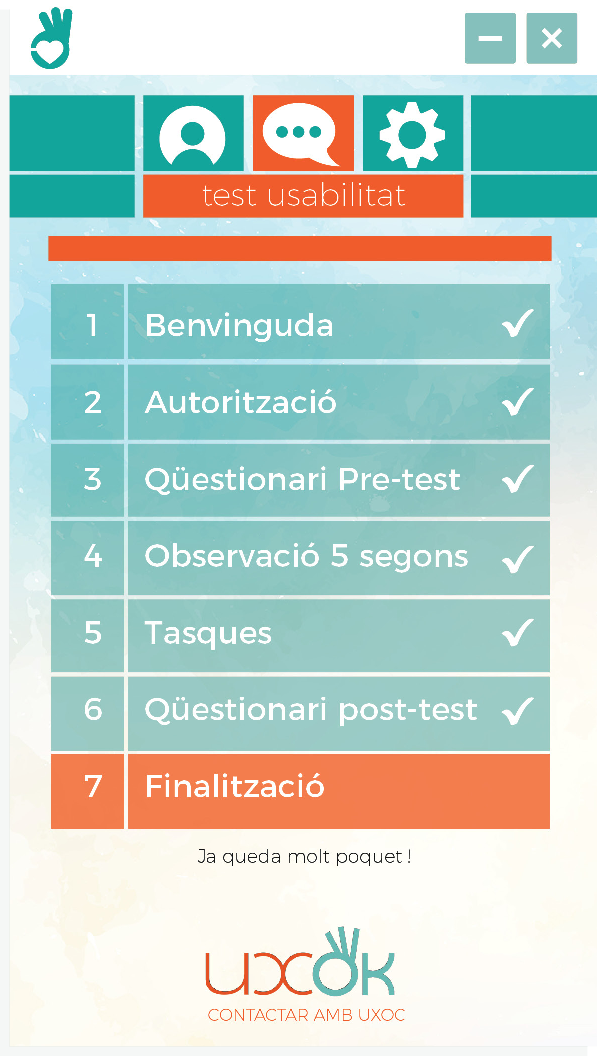 test usabilitat
1 Benvinguda
2 Autorització
3 Qüestionari Pre-test
4 Observació 5 segons
5 Tasques
6 Qüestionari post-test
7 Finalització
Ja queda molt poquet !
UXOK
CONTACTAR AMB UXOC